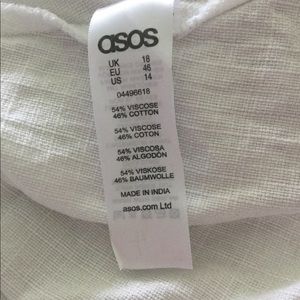 asos
UK 18
EU 46
US 14
04496618
54% VISCOSE
46% COTTON
54% VISCOSE
46% COTON
54% VISCOSA
46% ALGODÓN
54% VISKOSE
46% BAUMWOLLE
MADE IN INDIA
asos.com Ltd